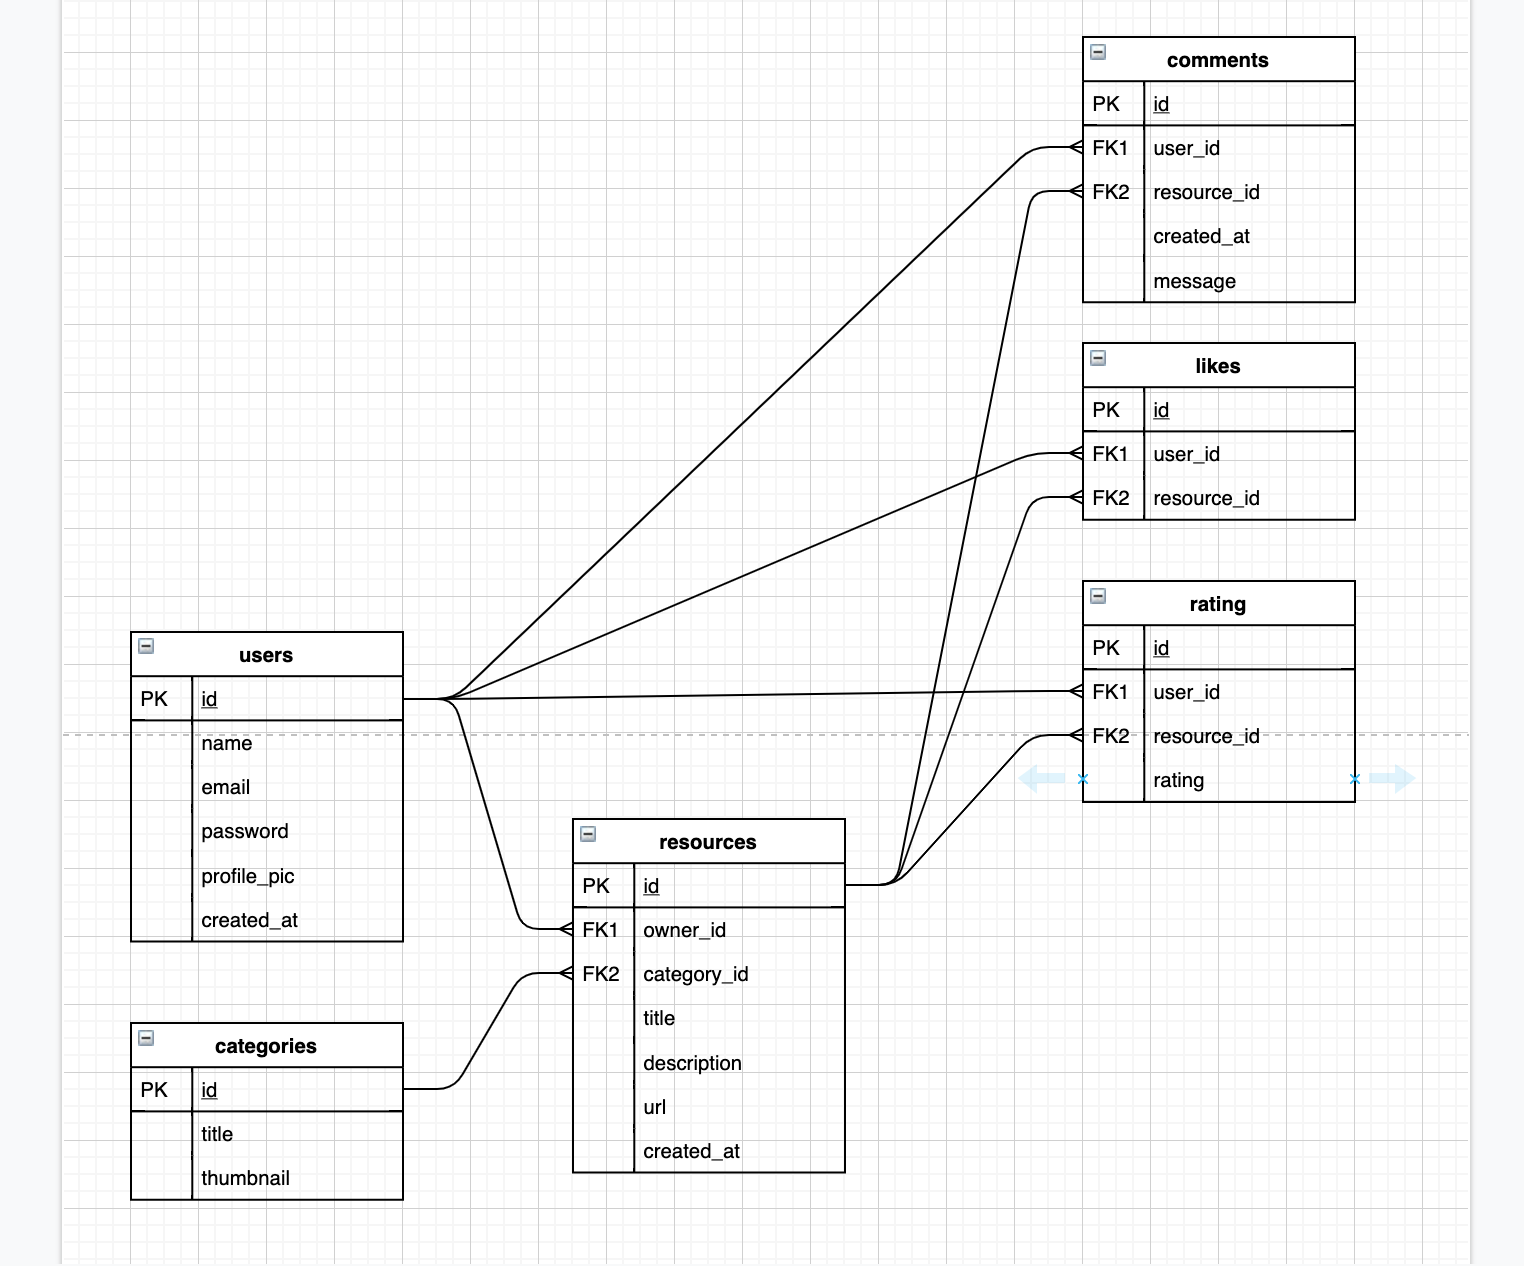 comments
PK id
FK1 user_id
FK2 resource_id
created_at
message
likes
PK id
FK1 user_id
FK2 resource_id
rating
PK id
FK1 user_id
FK2 resource_id
rating
users
PK id
name
email
password
profile_pic
created_at
resources
PK id
FK1 owner_id
FK2 category_id
title
description
url
created_at
categories
PK id
title
thumbnail